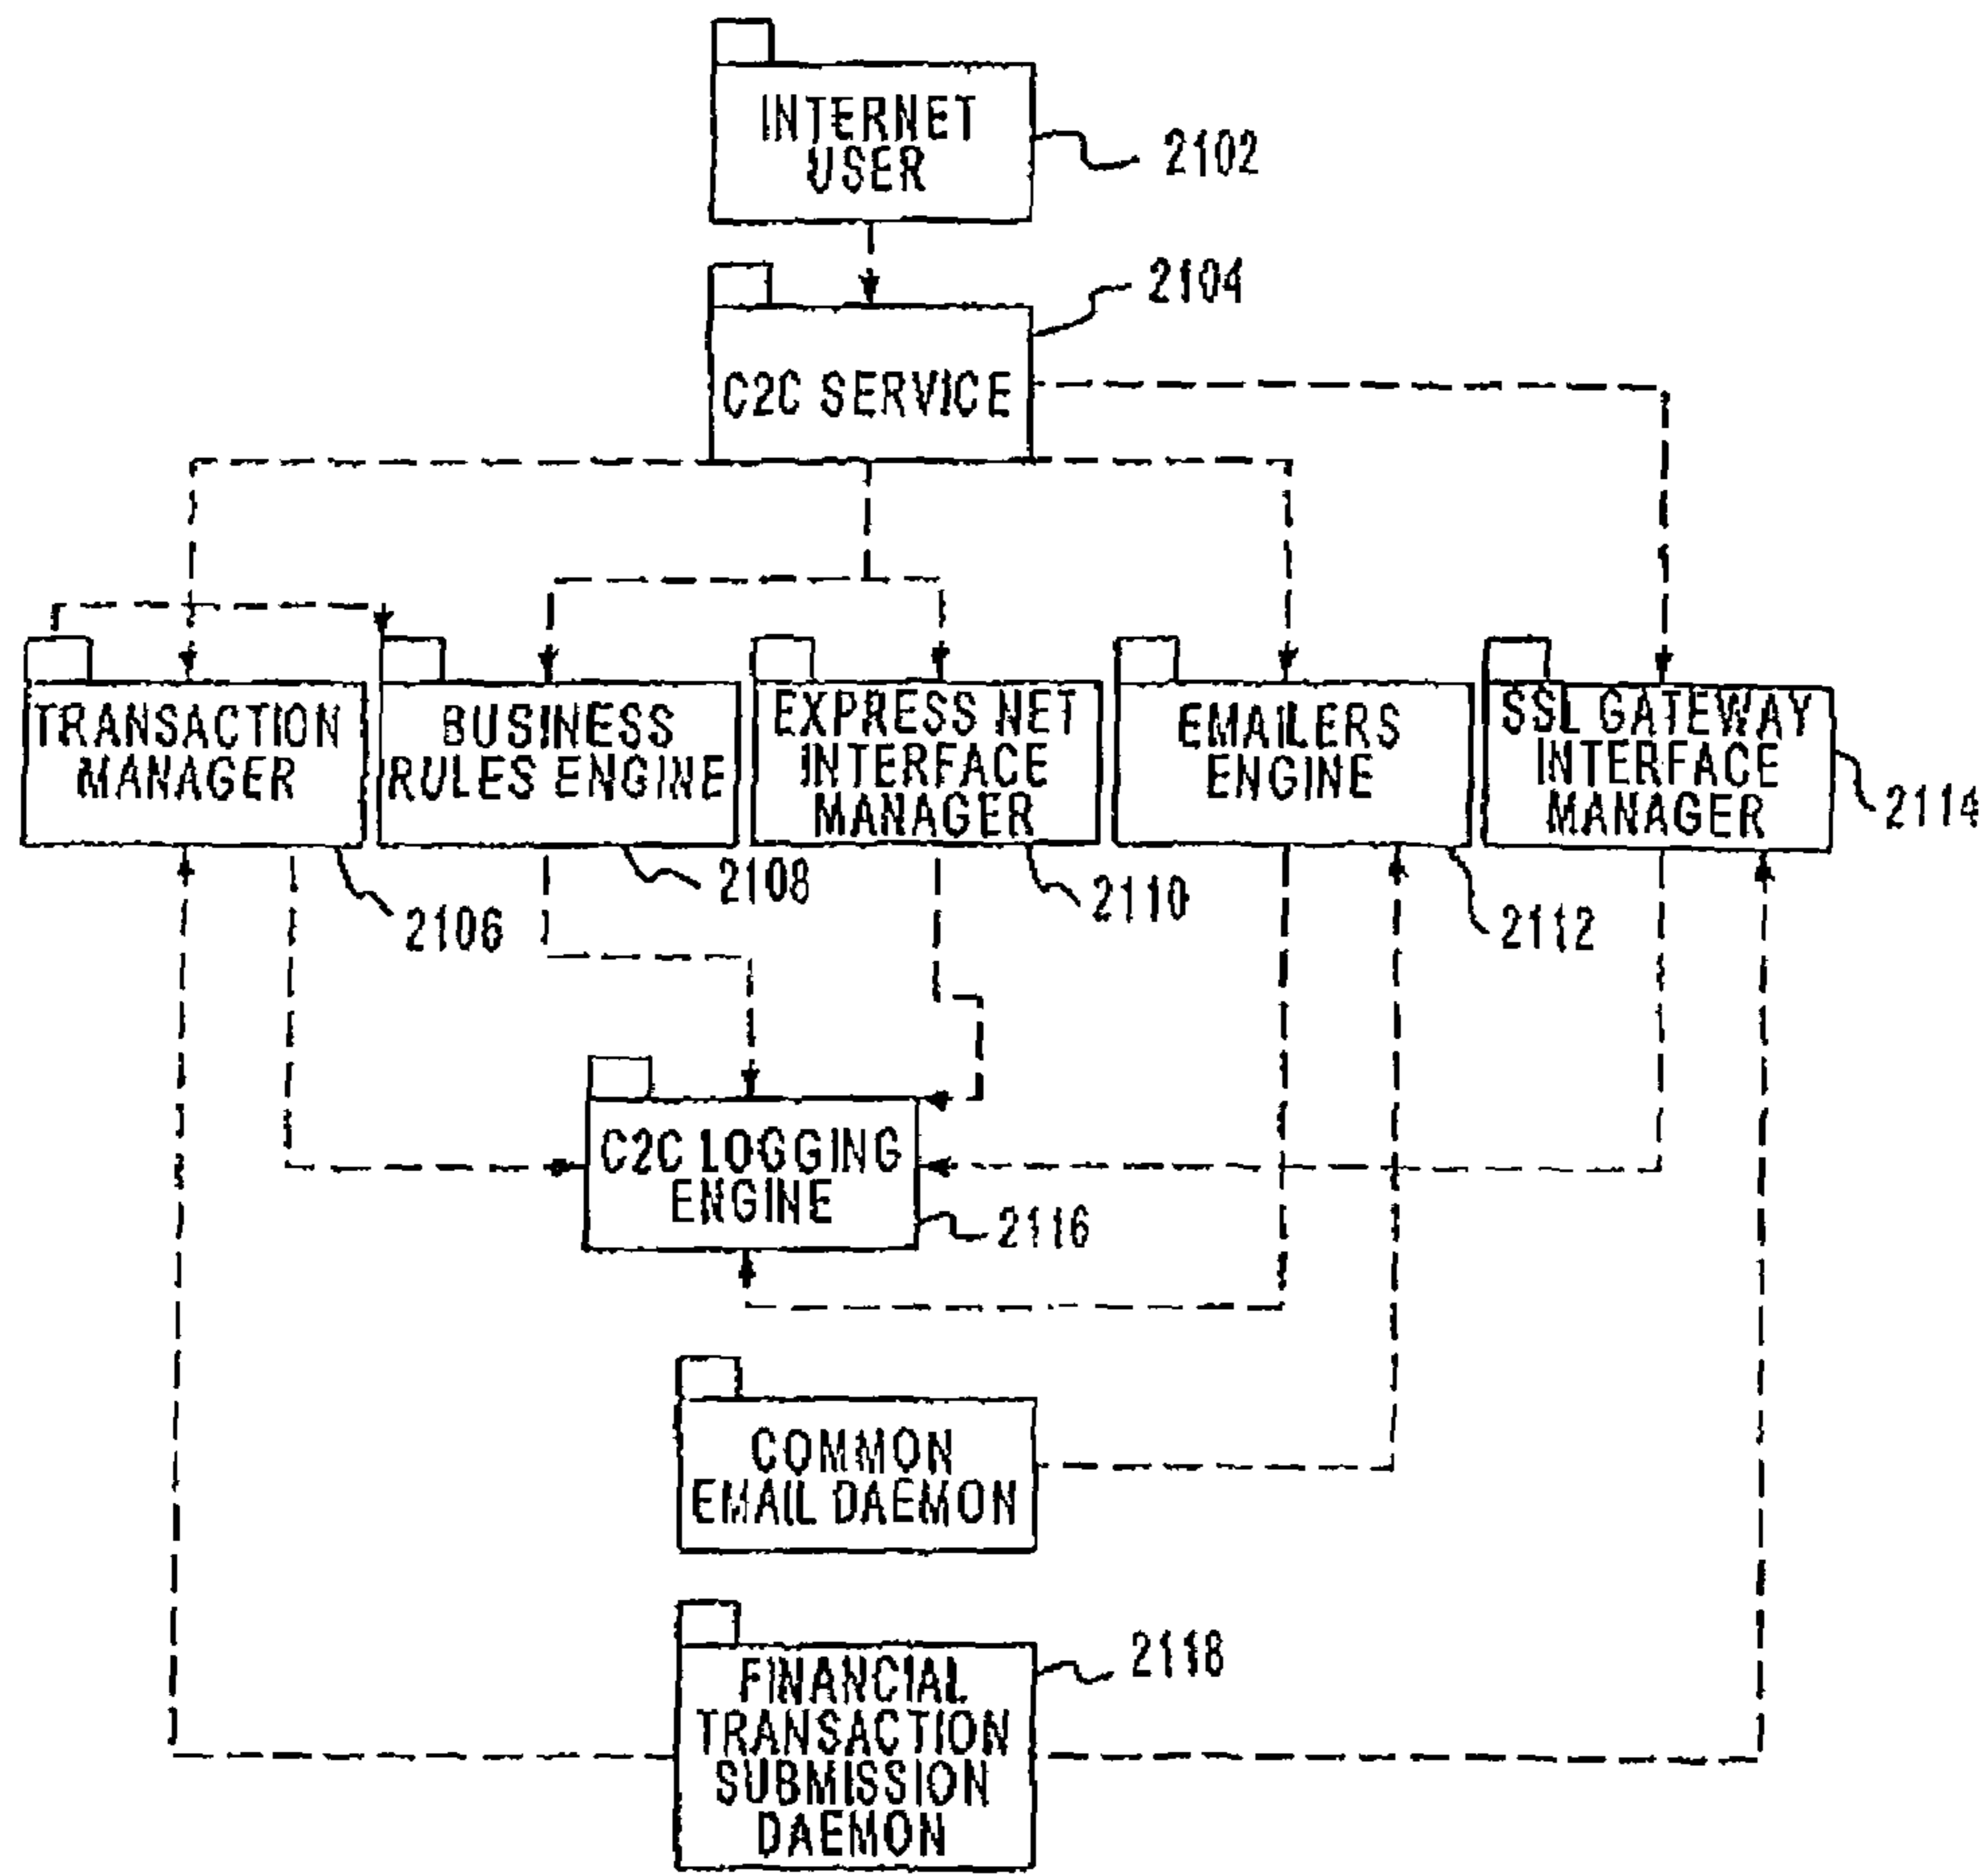 INTERNET
USER
2102
2104
C2C SERVICE
TRANSACTION
MANAGER
2106
BUSINESS
RULES ENGINE
2108
EXPRESS NET
INTERFACE
MANAGER
2110
EMAILERS
ENGINE
2112
SSL GATEWAY
INTERFACE
MANAGER
2114
C2C LOGGING
ENGINE
2116
COMMON
EMAIL DAEMON
2118
FINANCIAL
TRANSACTION
SUBMISSION
DAEMON